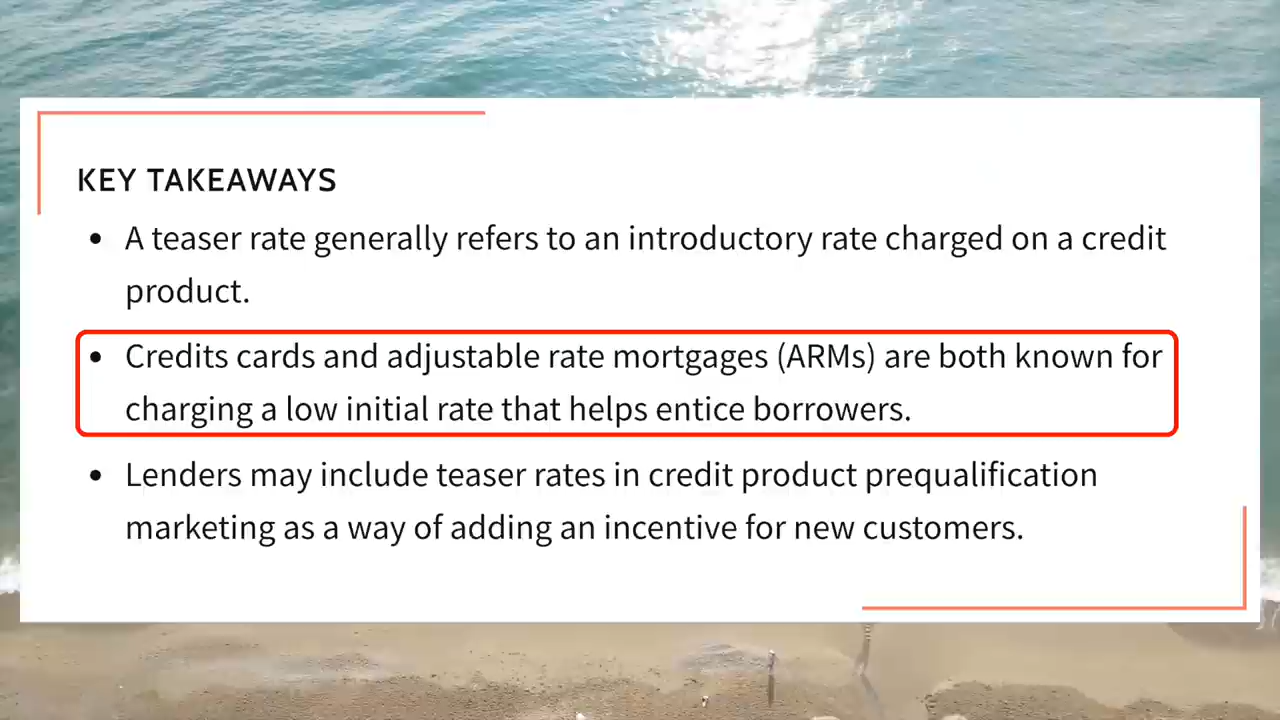 KEY TAKEAWAYS
• A teaser rate generally refers to an introductory rate charged on a credit
product.
• Credits cards and adjustable rate mortgages (ARMs) are both known for
charging a low initial rate that helps entice borrowers.
• Lenders may include teaser rates in credit product prequalification
marketing as a way of adding an incentive for new customers.